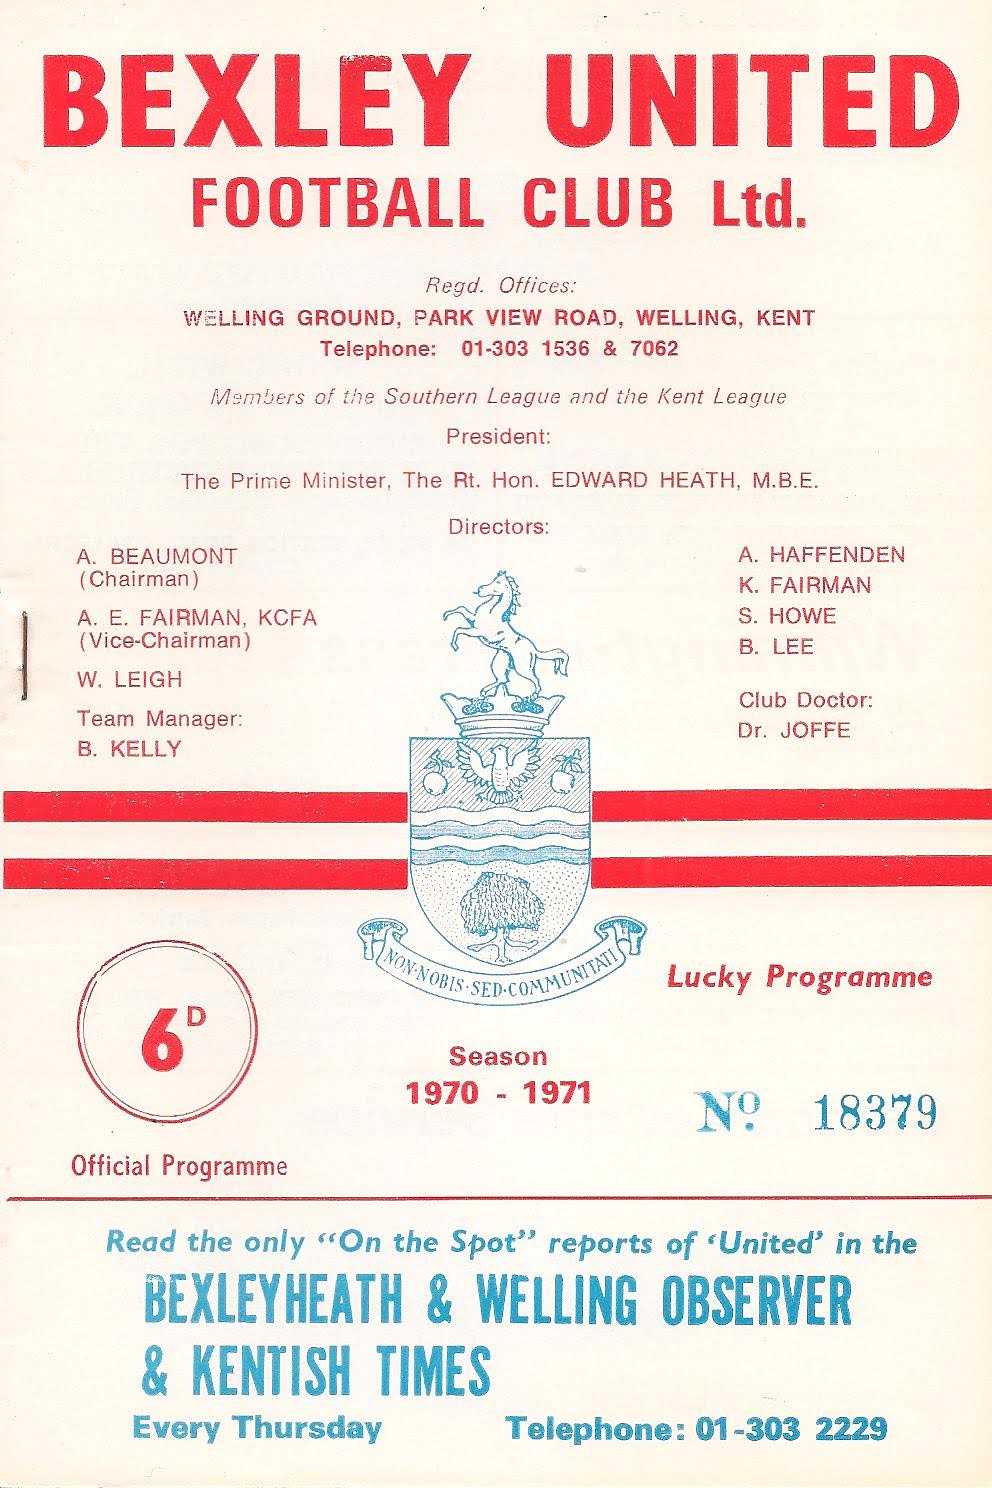 BEXLEY UNITED
FOOTBALL CLUB Ltd.
Regd. Offices:
WELLING GROUND, PARK VIEW ROAD, WELLING, KENT
Telephone: 01-303 1536 & 7062
Members of the Southern League and the Kent League
President:
The Prime Minister, The Rt. Hon. EDWARD HEATH, M.B.E.
Directors:
A. BEAUMONT
(Chairman)
A. E. FAIRMAN, KCFA
(Vice-Chairman)
W. LEIGH
Team Manager:
B. KELLY
A. HAFFENDEN
K. FAIRMAN
S. HOWE
B. LEE
Club Doctor:
Dr. JOFFE
NON·NOBIS·SED·COMMUNITATI
6D
Official Programme
Season
1970 - 1971
Lucky Programme
No. 18379
Read the only “On the Spot” reports of ‘United’ in the
BEXLEYHEATH & WELLING OBSERVER
& KENTISH TIMES
Every Thursday Telephone: 01-303 2229